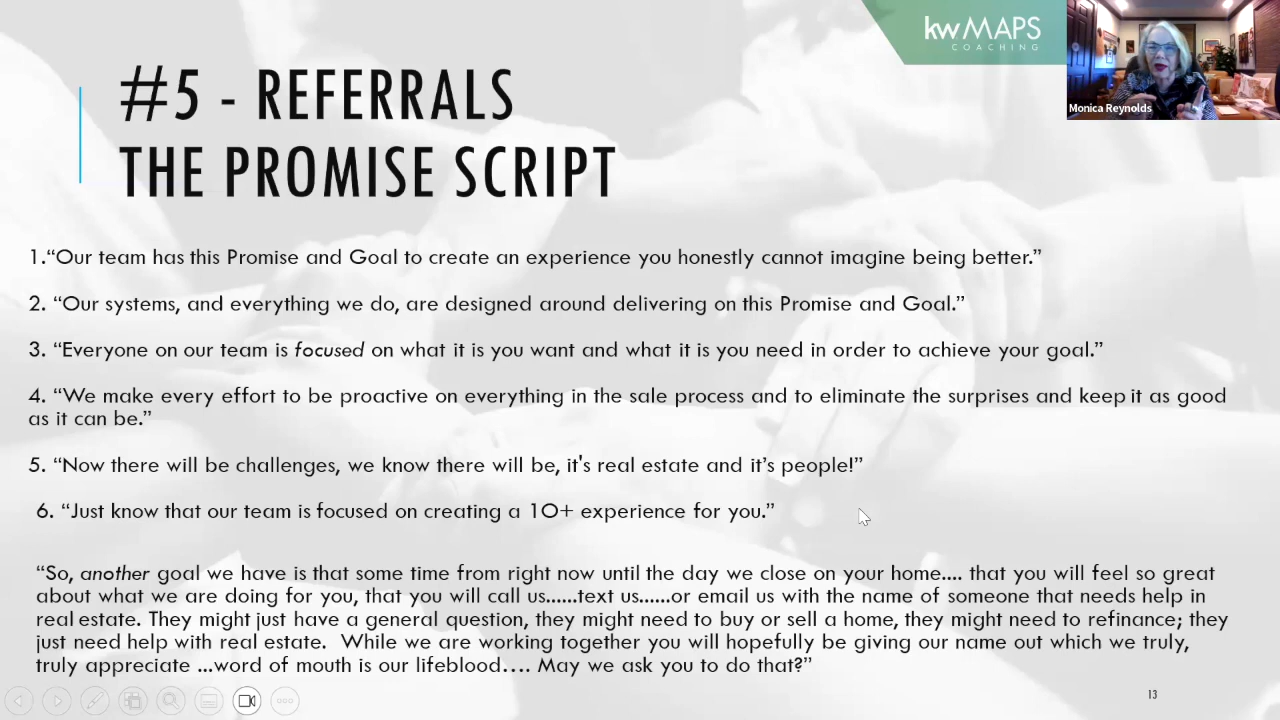 kwMAPS
COACHING
Monica Reynolds
#5 - REFERRALS
THE PROMISE SCRIPT
1.“Our team has this Promise and Goal to create an experience you honestly cannot imagine being better.”
2. “Our systems, and everything we do, are designed around delivering on this Promise and Goal.”
3. “Everyone on our team is focused on what it is you want and what it is you need in order to achieve your goal.”
4. “We make every effort to be proactive on everything in the sale process and to eliminate the surprises and keep it as good
as it can be.”
5. “Now there will be challenges, we know there will be, it's real estate and it’s people!”
6. “Just know that our team is focused on creating a 10+ experience for you.”
“So, another goal we have is that some time from right now until the day we close on your home.... that you will feel so great
about what we are doing for you, that you will call us......text us......or email us with the name of someone that needs help in
real estate. They might just have a general question, they might need to buy or sell a home, they might need to refinance; they
just need help with real estate. While we are working together you will hopefully be giving our name out which we truly,
truly appreciate ...word of mouth is our lifeblood…. May we ask you to do that?”
13